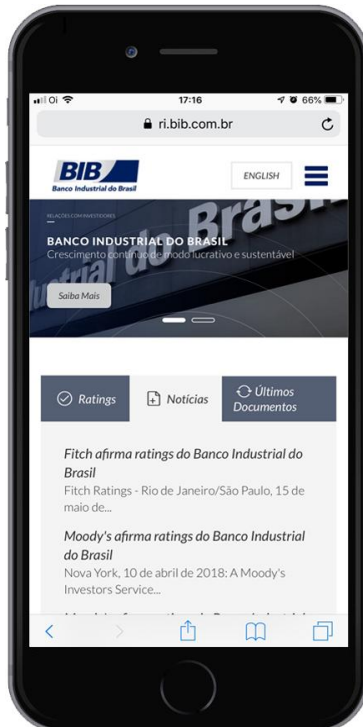 Oi 17:16 66%
ri.bib.com.br
BIB
Banco Industrial do Brasil
ENGLISH
RELAÇÕES COM INVESTIDORES
BANCO INDUSTRIAL DO BRASIL
Crescimento contínuo de modo lucrativo e sustentável
Saiba Mais
Ratings
Notícias
Últimos
Documentos
Fitch afirma ratings do Banco Industrial do
Brasil
Fitch Ratings - Rio de Janeiro/São Paulo, 15 de
maio de...
Moody's afirma ratings do Banco Industrial
do Brasil
Nova York, 10 de abril de 2018: A Moody's
Investors Service...